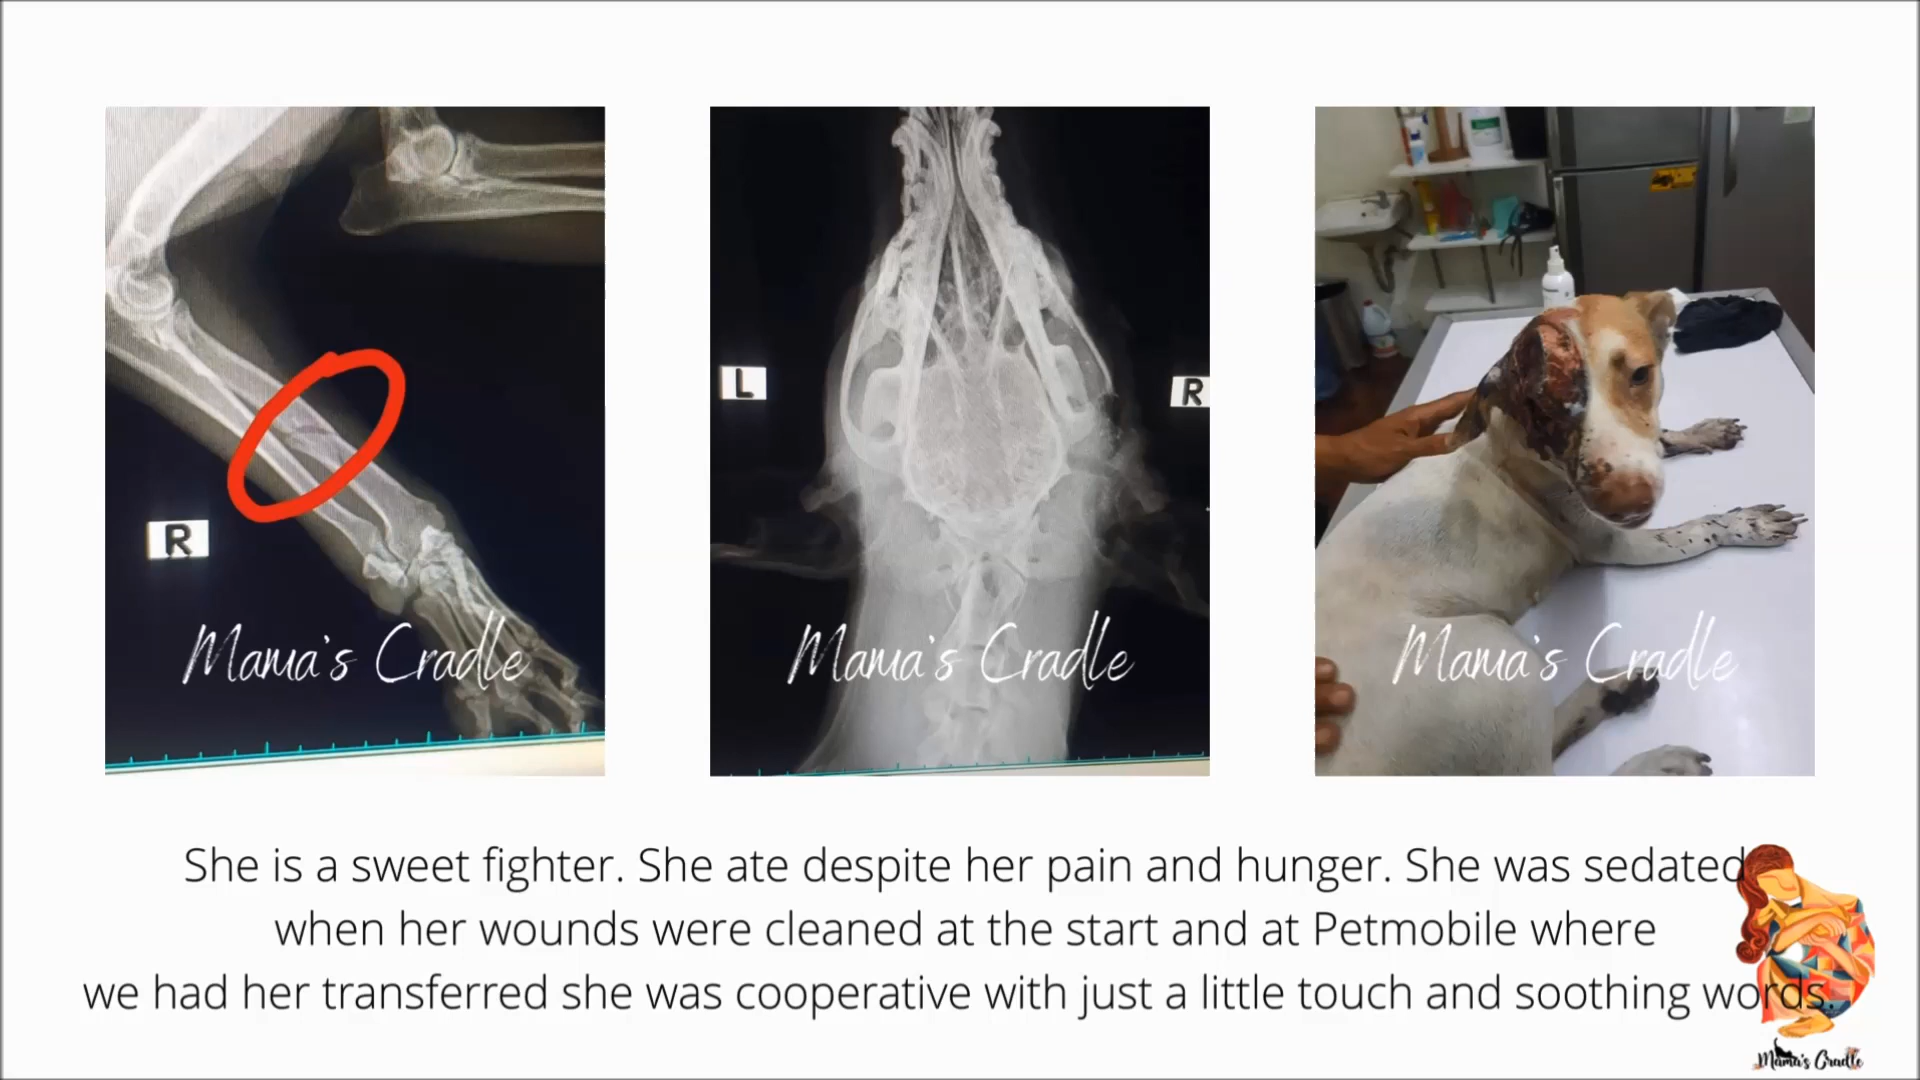 R
Mama's Cradle
L
R
Mama's Cradle
Mama's Cradle
She is a sweet fighter. She ate despite her pain and hunger. She was sedated
when her wounds were cleaned at the start and at Petmobile where
we had her transferred she was cooperative with just a little touch and soothing words.
Mama's Cradle